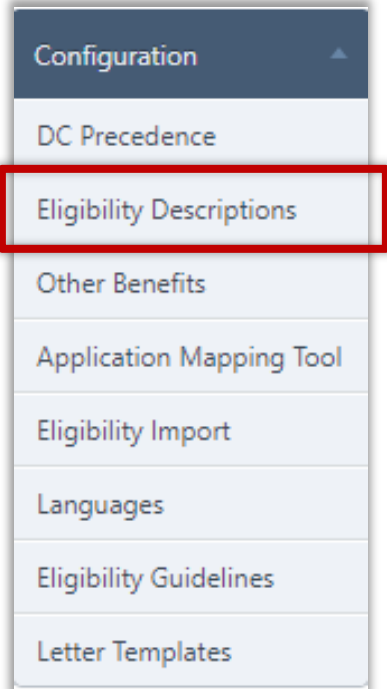 Configuration
DC Precedence
Eligibility Descriptions
Other Benefits
Application Mapping Tool
Eligibility Import
Languages
Eligibility Guidelines
Letter Templates